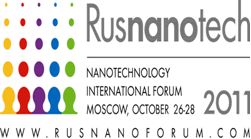 Rusnanotech
NANOTECHNOLOGY
INTERNATIONAL FORUM
MOSCOW, OCTOBER 26-28
2011
WWW.RUSNANOFORUM.COM